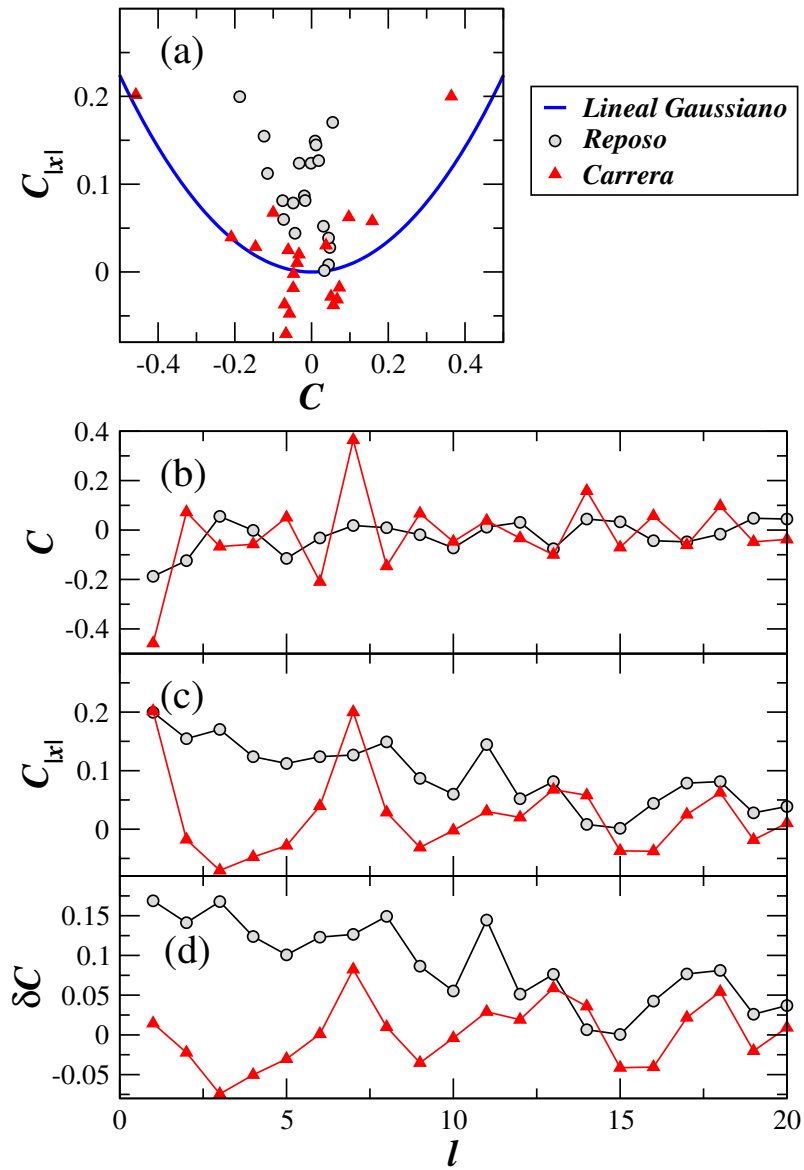 (a)
0.2
0.1
0
C|x|
-0.4 -0.2 0 0.2 0.4
C
Lineal Gaussiano
Reposo
Carrera
(b)
0.4
0.2
0
-0.2
-0.4
C
(c)
0.2
0.1
0
C|x|
(d)
0.15
0.1
0.05
0
-0.05
δC
0 5 10 15 20
l